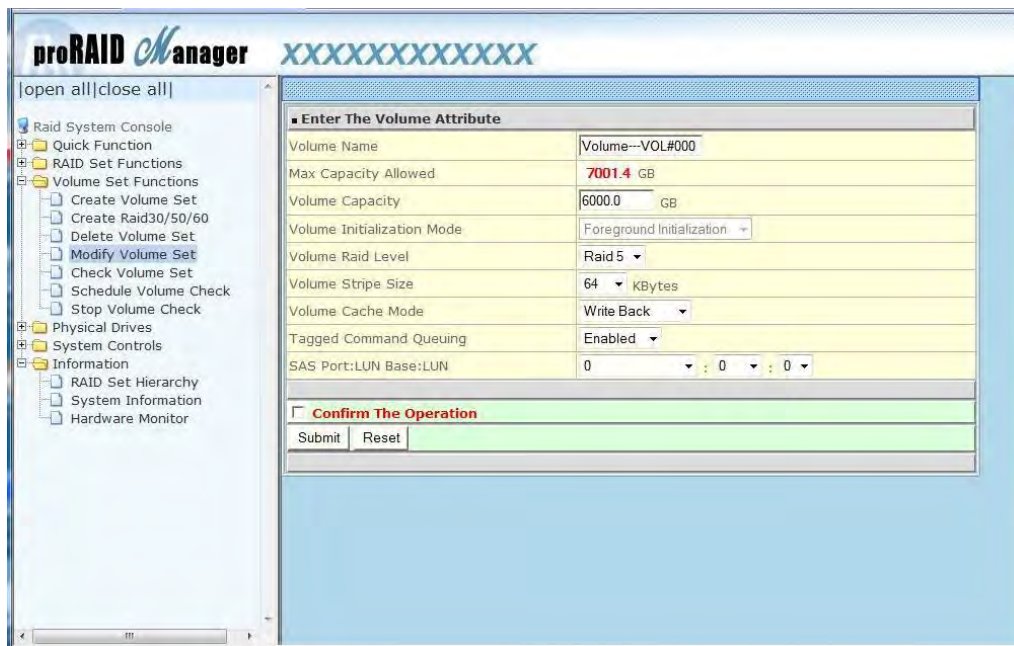 proRAID Manager XXXXXXXXXXXX
|open all|close all|
Raid System Console
Quick Function
RAID Set Functions
Volume Set Functions
Create Volume Set
Create Raid30/50/60
Delete Volume Set
Modify Volume Set
Check Volume Set
Schedule Volume Check
Stop Volume Check
Physical Drives
System Controls
Information
RAID Set Hierarchy
System Information
Hardware Monitor
Enter The Volume Attribute
Volume Name Volume---VOL#000
Max Capacity Allowed 7001.4 GB
Volume Capacity 6000.0 GB
Volume Initialization Mode Foreground Initialization
Volume Raid Level Raid 5
Volume Stripe Size 64 KBytes
Volume Cache Mode Write Back
Tagged Command Queuing Enabled
SAS Port:LUN Base:LUN 0 : 0 : 0
Confirm The Operation
Submit Reset